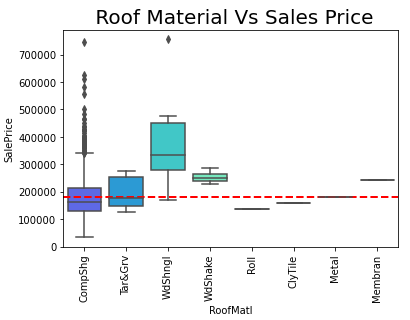 Roof Material Vs Sales Price
SalePrice
700000
600000
500000
400000
300000
200000
100000
0
CompShg
Tar&Grv
WdShngl
WdShake
Roll
ClyTile
Metal
Membran
RoofMatl